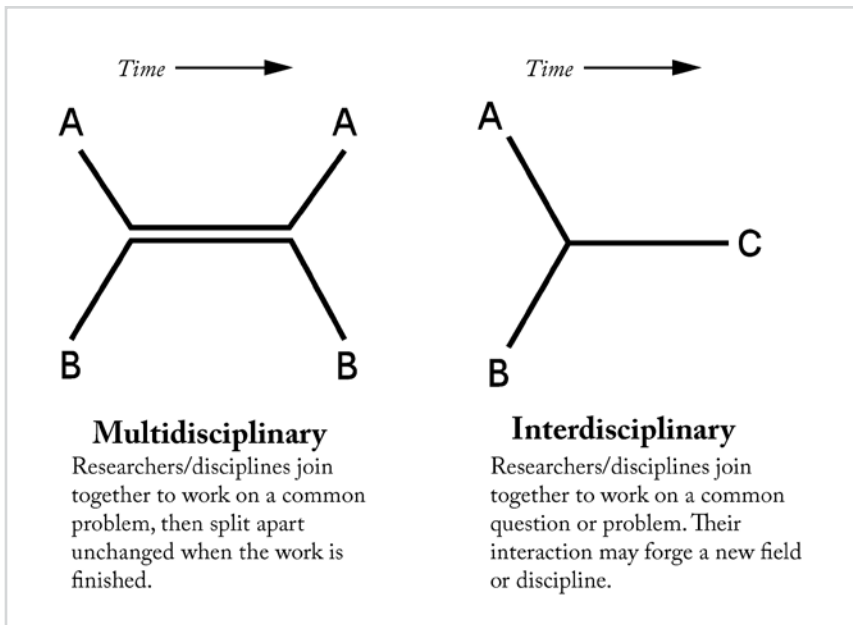 Time
A
A
B
B
Multidisciplinary
Researchers/disciplines join
together to work on a common
problem, then split apart
unchanged when the work is
finished.
Time
A
C
B
Interdisciplinary
Researchers/disciplines join
together to work on a common
question or problem. Their
interaction may forge a new field
or discipline.